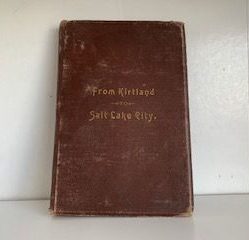 From Kirtland
TO
Salt Lake City.